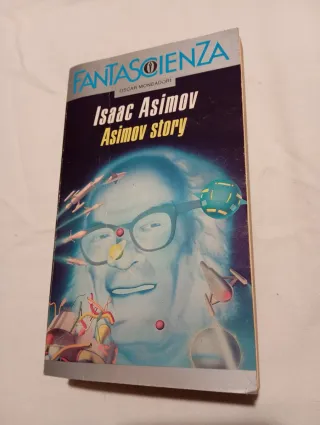 FANTASCIENZA
OSCAR MONDADORI
Isaac Asimov
Asimov story